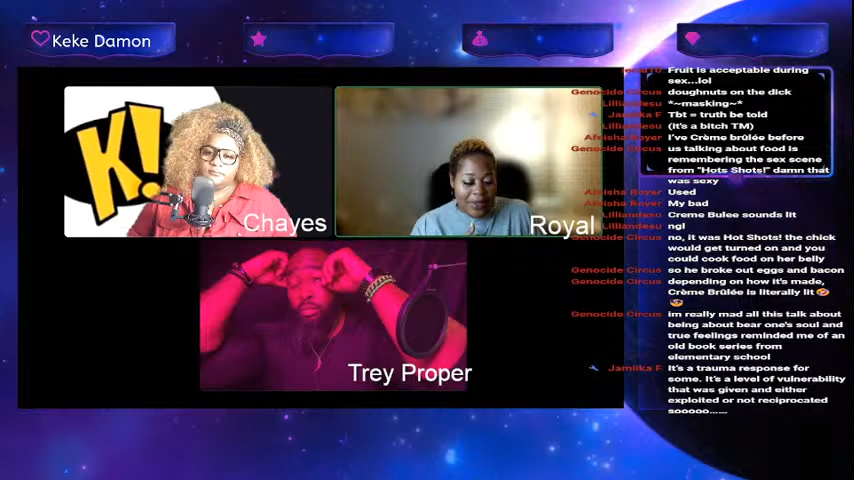 Keke Damon
K!
Chayes
Royal
Trey Proper
Fruit is acceptable during
sex...lol
Genocide Circus doughnuts on the dick
Lilliandesu *~masking~*
Jamiika F Tbt = truth be told
Lilliandesu (it's a bitch TM)
Afeisha Royer I've Crème brûlée before
Genocide Circus us talking about food is
remembering the sex scene
from "Hots Shots!" damn that
was sexy
Afeisha Royer Used
Afeisha Royer My bad
Lilliandesu Creme Bulee sounds lit
Lilliandesu ngl
Genocide Circus no, it was Hot Shots! the chick
would get turned on and you
could cook food on her belly
Genocide Circus so he broke out eggs and bacon
Genocide Circus depending on how it's made,
Crème Brûlée is literally lit 🤣
Genocide Circus im really mad all this talk about
being about bear one's soul and
true feelings reminded me of an
old book series from
elementary school
Jamiika F It's a trauma response for
some. It's a level of vulnerability
that was given and either
exploited or not reciprocated
sooooo......